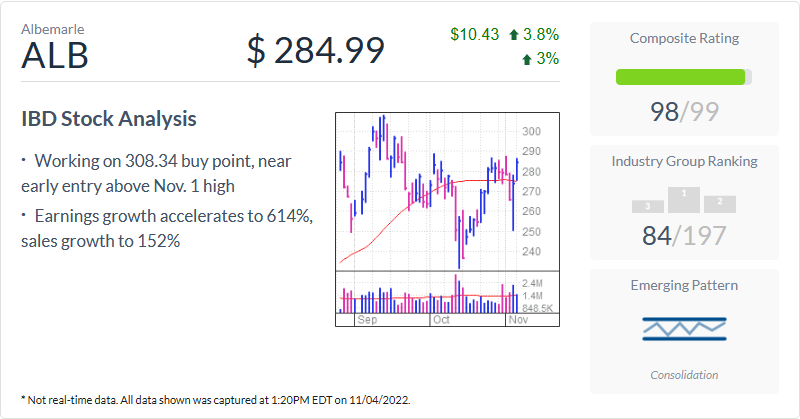 Albemarle
ALB
$ 284.99
$10.43 3.8%
3%
IBD Stock Analysis
· Working on 308.34 buy point, near
early entry above Nov. 1 high
· Earnings growth accelerates to 614%,
sales growth to 152%
300
290
280
270
260
250
240
2.4M
1.4M
848.5K
Sep Oct Nov
Composite Rating
98/99
Industry Group Ranking
3 1 2
84/197
Emerging Pattern
Consolidation
* Not real-time data. All data shown was captured at 1:20PM EDT on 11/04/2022.